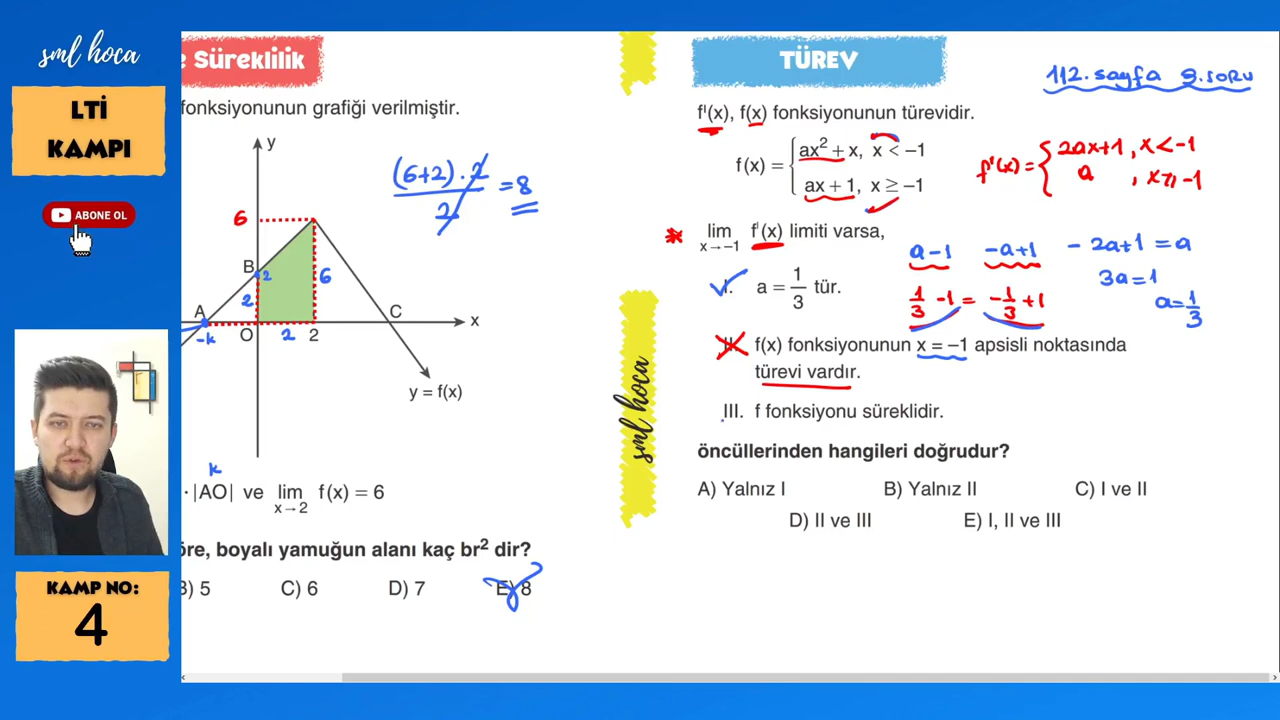 sml hoca
LTİ
KAMPI
ABONE OL
KAMP NO:
4
e Süreklilik
fonksiyonunun grafiği verilmiştir.
y
(6+2) . 2
2
= 8
6
B
2
2
6
A
-k
O
2
2
C
x
y = f(x)
k
· |AO| ve lim f(x) = 6
x→2
öre, boyalı yamuğun alanı kaç br² dir?
B) 5 C) 6 D) 7 E) 8
sml hoca
TÜREV
112. sayfa 9. soru
f'(x), f(x) fonksiyonunun türevidir.
f(x) = { ax² + x, x < −1
ax + 1, x ≥ −1
f'(x) = { 2ax+1, x < -1
a , x ≥ -1
lim f'(x) limiti varsa,
x→−1
a-1 -a+1
1/3 -1 = -1/3 +1
-2a+1 = a
3a = 1
a = 1/3
I. a = 1/3 tür.
II. f(x) fonksiyonunun x = −1 apsisli noktasında
türevi vardır.
III. f fonksiyonu süreklidir.
öncüllerinden hangileri doğrudur?
A) Yalnız I B) Yalnız II C) I ve II
D) II ve III E) I, II ve III